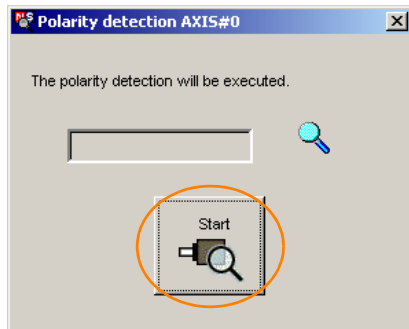 Polarity detection AXIS#0
The polarity detection will be executed.
Start